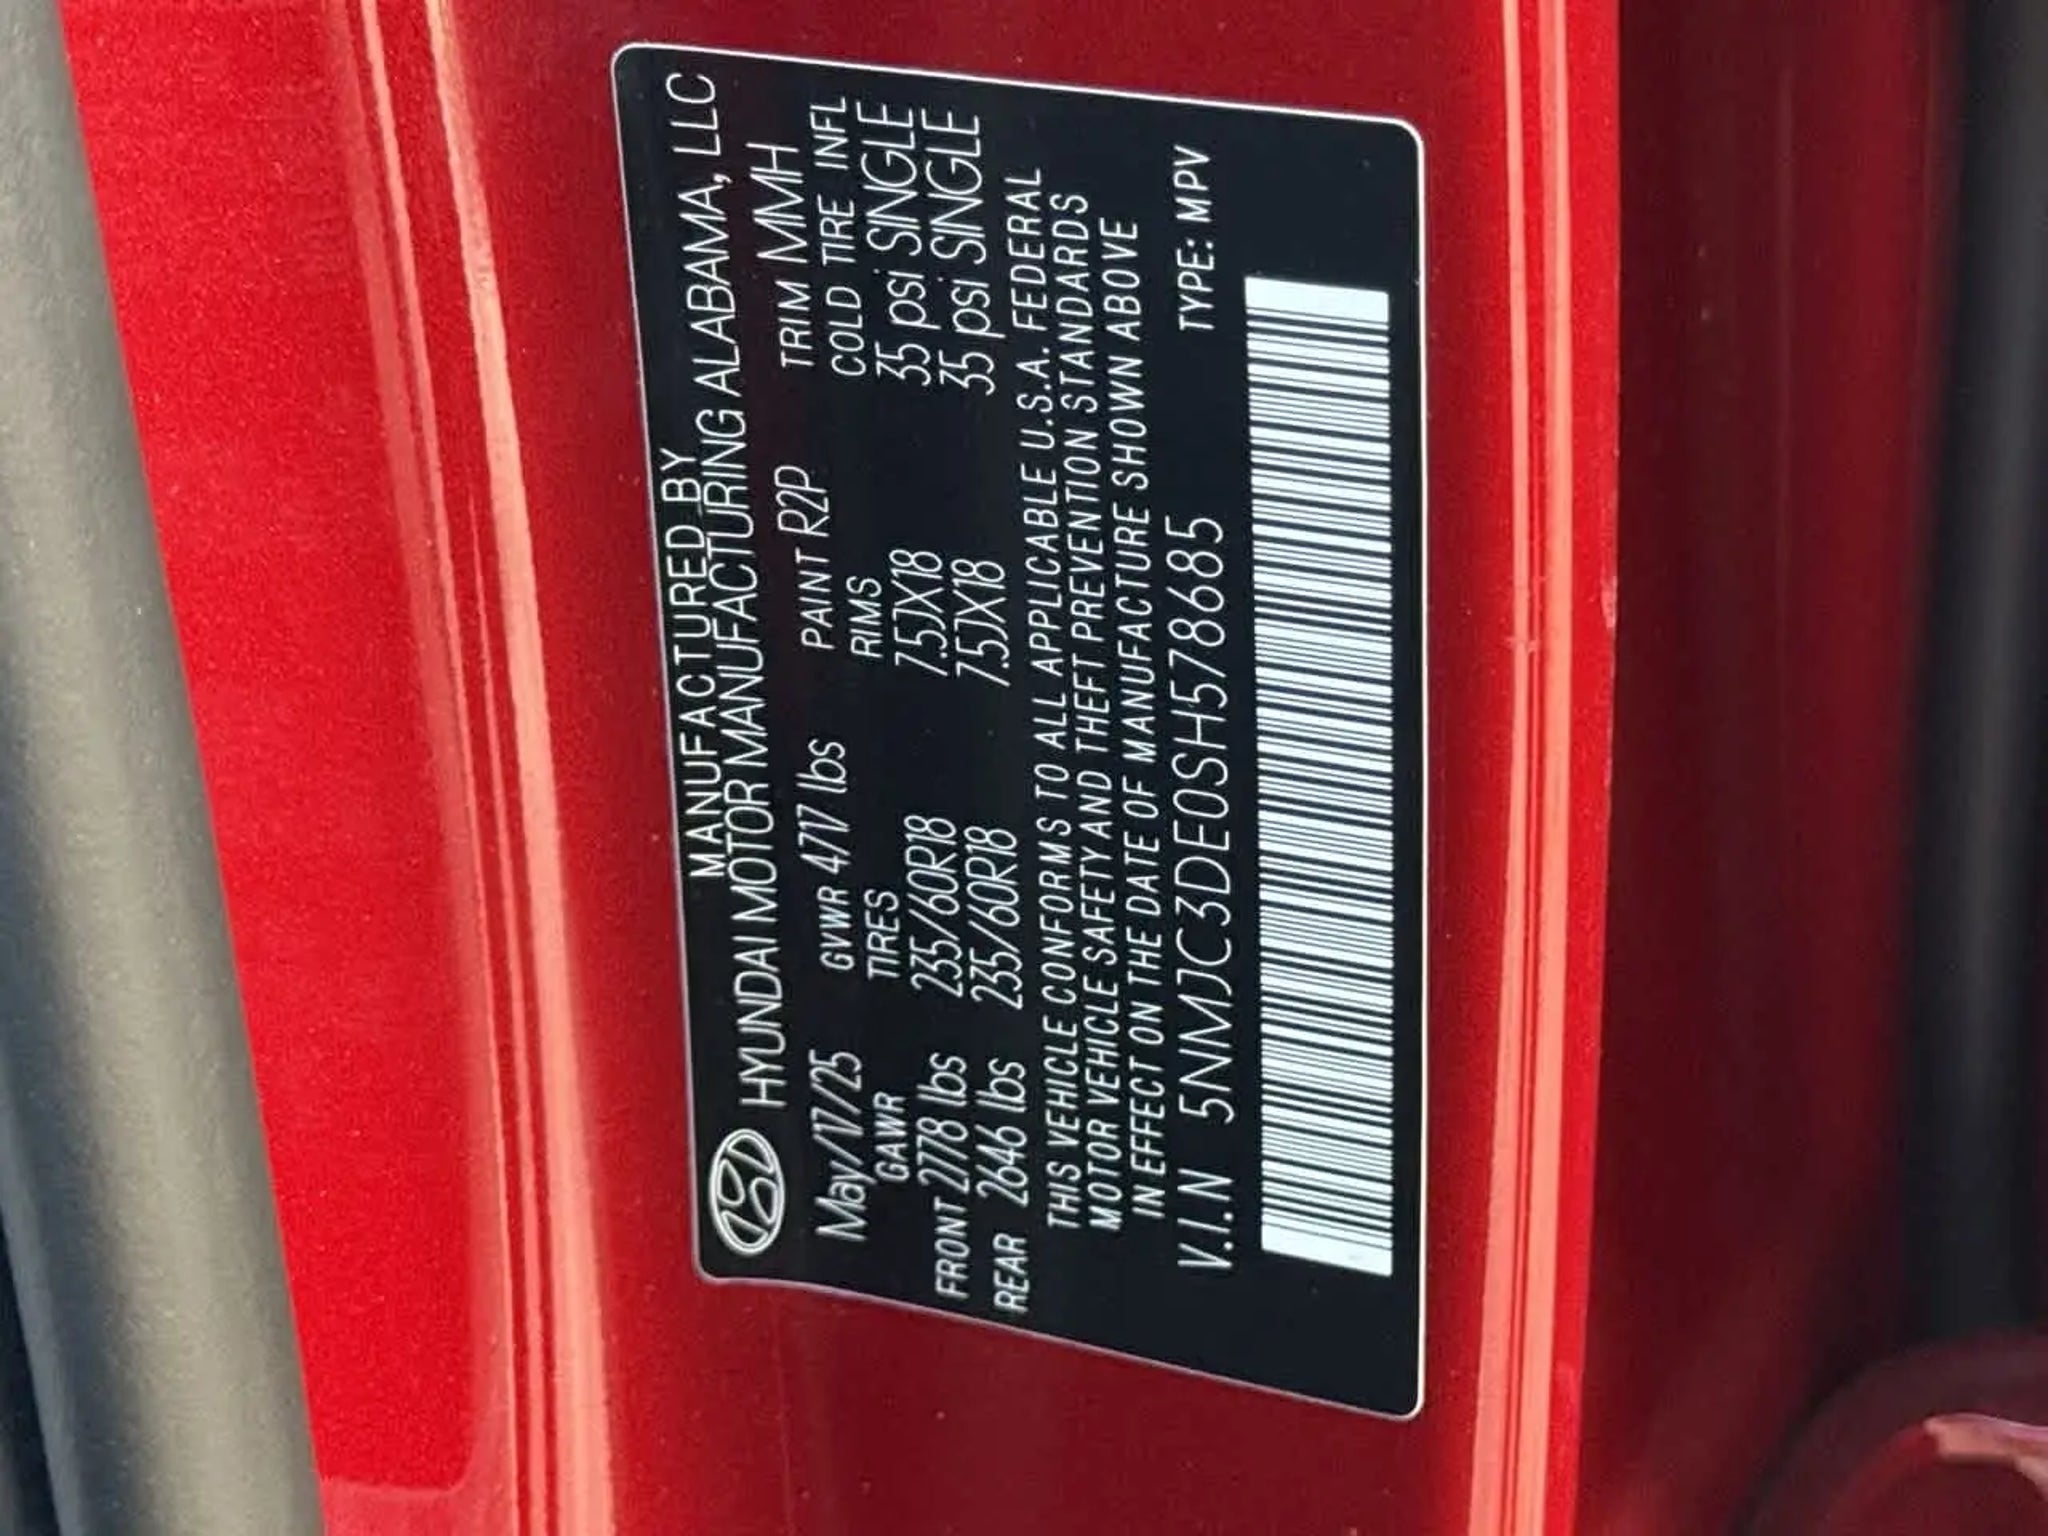 MANUFACTURED BY
HYUNDAI MOTOR MANUFACTURING ALABAMA, LLC
May/17/25 GVWR 4717 lbs PAINT R2P TRIM MMH
GAWR TIRES RIMS COLD TIRE INFL
FRONT 2778 lbs 235/60R18 7.5JX18 35 psi SINGLE
REAR 2646 lbs 235/60R18 7.5JX18 35 psi SINGLE
THIS VEHICLE CONFORMS TO ALL APPLICABLE U.S.A. FEDERAL
MOTOR VEHICLE SAFETY AND THEFT PREVENTION STANDARDS
IN EFFECT ON THE DATE OF MANUFACTURE SHOWN ABOVE
V.I.N 5NMJC3DE0SH578685 TYPE: MPV